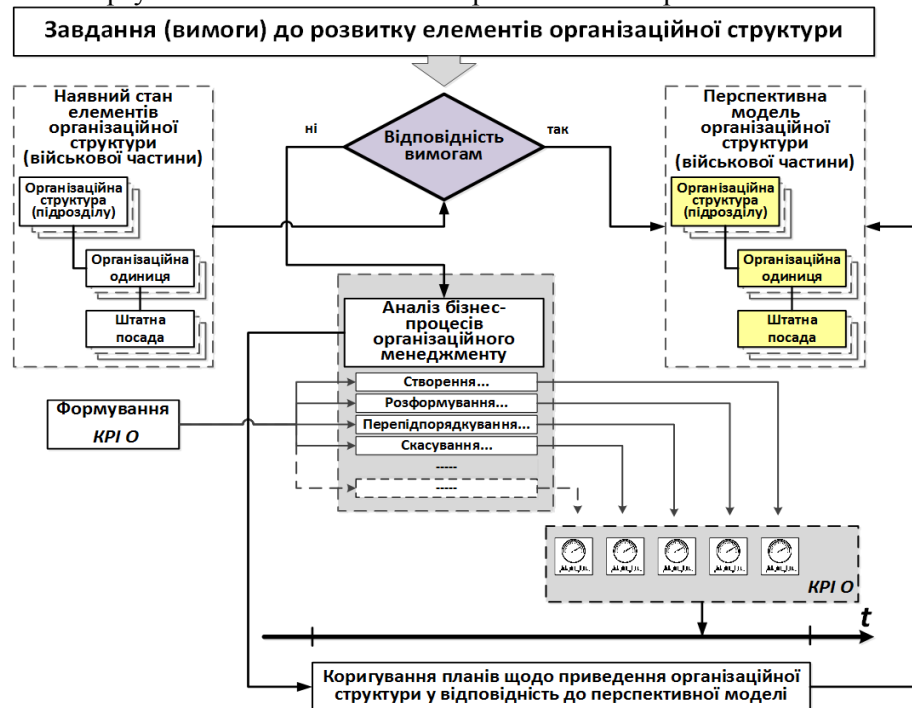 Завдання (вимоги) до розвитку елементів організаційної структури
Наявний стан
елементів
організаційної
структури
(військової частини)
Організаційна
структура
(підрозділу)
Організаційна
одиниця
Штатна
посада
ні
Відповідність
вимогам
так
Перспективна
модель
організаційної
структури
(військової частини)
Організаційна
структура
(підрозділу)
Організаційна
одиниця
Штатна
посада
Аналіз бізнес-
процесів
організаційного
менеджменту
Створення...
Розформування...
Перепідпорядкування...
Скасування...
-----
-----
Формування
КРІ О
КРІ О
t
Коригування планів щодо приведення організаційної
структури у відповідність до перспективної моделі